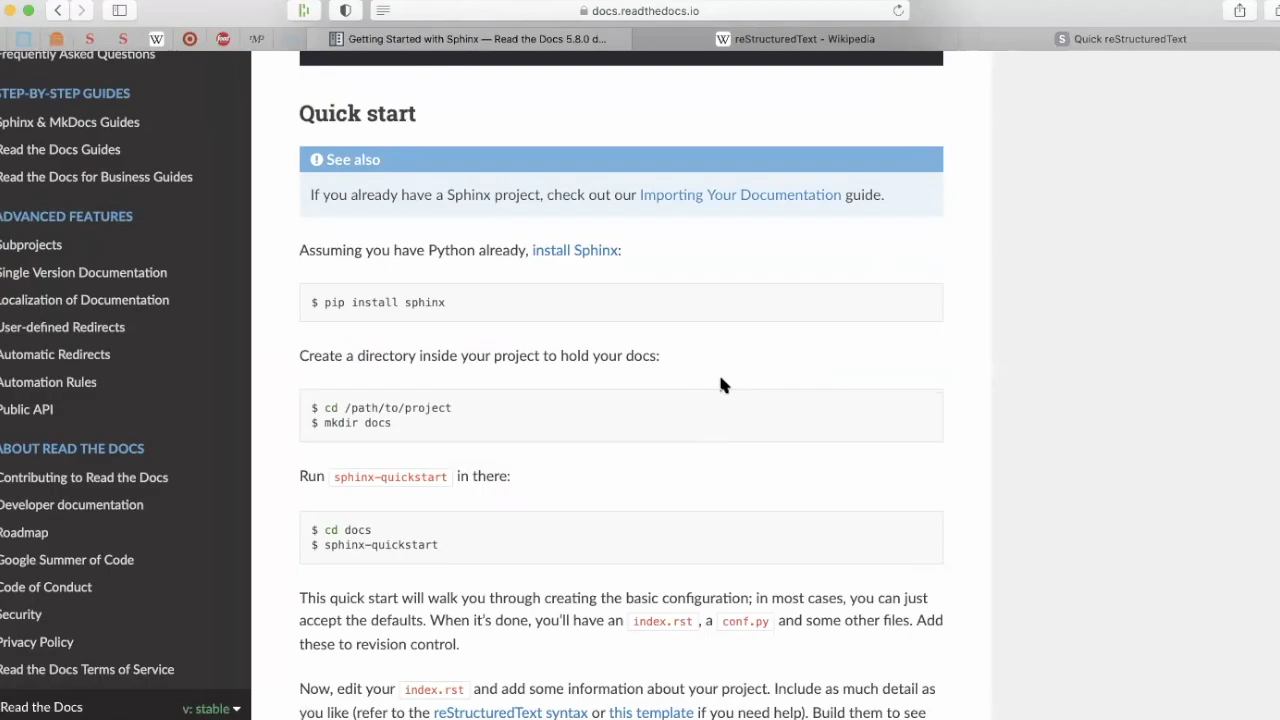 docs.readthedocs.io
Getting Started with Sphinx — Read the Docs 5.8.0 d...
reStructuredText - Wikipedia
Quick reStructuredText
Frequently Asked Questions
STEP-BY-STEP GUIDES
Sphinx & MkDocs Guides
Read the Docs Guides
Read the Docs for Business Guides
ADVANCED FEATURES
Subprojects
Single Version Documentation
Localization of Documentation
User-defined Redirects
Automatic Redirects
Automation Rules
Public API
ABOUT READ THE DOCS
Contributing to Read the Docs
Developer documentation
Roadmap
Google Summer of Code
Code of Conduct
Security
Privacy Policy
Read the Docs Terms of Service
Read the Docs v: stable
Quick start
See also
If you already have a Sphinx project, check out our Importing Your Documentation guide.
Assuming you have Python already, install Sphinx:
$ pip install sphinx
Create a directory inside your project to hold your docs:
$ cd /path/to/project
$ mkdir docs
Run sphinx-quickstart in there:
$ cd docs
$ sphinx-quickstart
This quick start will walk you through creating the basic configuration; in most cases, you can just
accept the defaults. When it's done, you'll have an index.rst, a conf.py and some other files. Add
these to revision control.
Now, edit your index.rst and add some information about your project. Include as much detail as
you like (refer to the reStructuredText syntax or this template if you need help). Build them to see